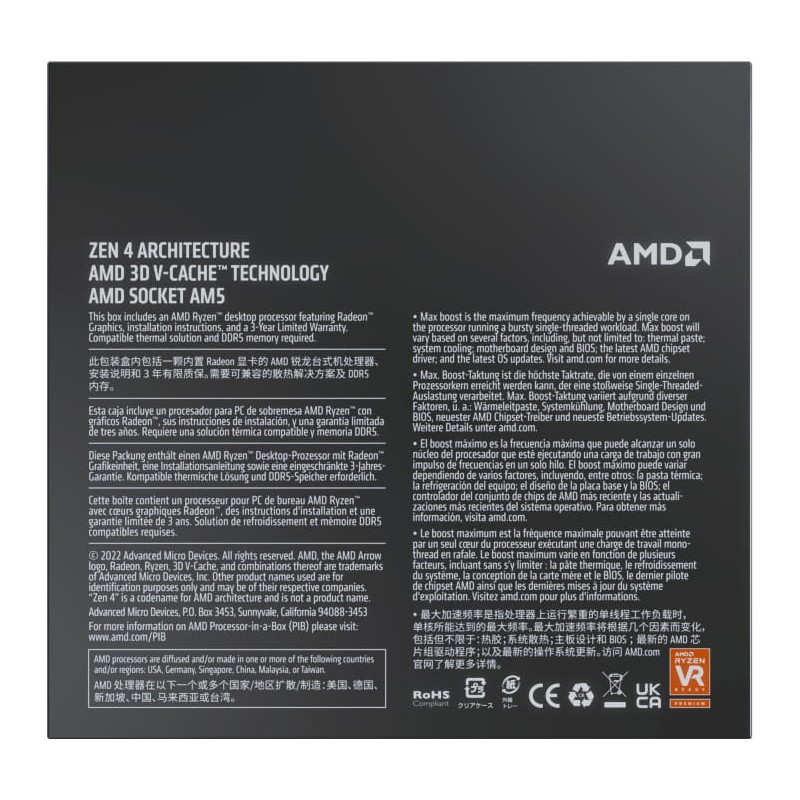 ZEN 4 ARCHITECTURE
AMD 3D V-CACHE™ TECHNOLOGY
AMD SOCKET AM5
This box includes an AMD Ryzen™ desktop processor featuring Radeon™
Graphics, installation instructions, and a 3-Year Limited Warranty.
Compatible thermal solution and DDR5 memory required.
此包装盒内包括一颗内置 Radeon 显卡的 AMD 锐龙台式机处理器、
安装说明和 3 年有限质保。需要可兼容的散热解决方案及 DDR5
内存。
Esta caja incluye un procesador para PC de sobremesa AMD Ryzen™ con
gráficos Radeon™, sus instrucciones de instalación, y una garantía limitada
de tres años. Requiere una solución térmica compatible y memoria DDR5.
Diese Packung enthält einen AMD Ryzen™ Desktop-Prozessor mit Radeon™
Grafikeinheit, eine Installationsanleitung sowie eine eingeschränkte 3-Jahres-
Garantie. Kompatible thermische Lösung und DDR5-Speicher erforderlich.
Cette boîte contient un processeur pour PC de bureau AMD Ryzen™
avec cœurs graphiques Radeon™, des instructions d'installation et une
garantie limitée de 3 ans. Solution de refroidissement et mémoire DDR5
compatibles requises.
© 2022 Advanced Micro Devices. All rights reserved. AMD, the AMD Arrow
logo, Radeon, Ryzen, 3D V-Cache, and combinations thereof are trademarks
of Advanced Micro Devices, Inc. Other product names used are for
identification purposes only and may be of their respective companies.
"Zen 4" is a codename for AMD architecture and is not a product name.
Advanced Micro Devices, P.O. Box 3453, Sunnyvale, California 94088-3453
For more information on AMD Processor-in-a-Box (PIB) please visit:
www.amd.com/PIB
AMD processors are diffused and/or made in one or more of the following countries
and/or regions: USA, Germany, Singapore, China, Malaysia, or Taiwan.
AMD 处理器在以下一个或多个国家/地区扩散/制造：美国、德国、
新加坡、中国、马来西亚或台湾。
AMD
• Max boost is the maximum frequency achievable by a single core on
the processor running a bursty single-threaded workload. Max boost will
vary based on several factors, including, but not limited to: thermal paste;
system cooling; motherboard design and BIOS; the latest AMD chipset
driver; and the latest OS updates. Visit amd.com for more details.
• Max. Boost-Taktung ist die höchste Taktrate, die von einem einzelnen
Prozessorkern erreicht werden kann, der eine stoßweise Single-Threaded-
Auslastung verarbeitet. Max. Boost-Taktung variiert aufgrund diverser
Faktoren, u. a.: Wärmeleitpaste, Systemkühlung, Motherboard Design und
BIOS, neuester AMD Chipset-Treiber und neueste Betriebssystem-Updates.
Weitere Details unter amd.com.
• El boost máximo es la frecuencia máxima que puede alcanzar un solo
núcleo del procesador que esté ejecutando una carga de trabajo con gran
impulso de frecuencias en un solo hilo. El boost máximo puede variar
dependiendo de varios factores, incluyendo, entre otros: la pasta térmica;
la refrigeración del equipo; el diseño de la placa base y la BIOS; el
controlador del conjunto de chips de AMD más reciente y las actuali-
zaciones más recientes del sistema operativo. Para obtener más
información, visita amd.com.
• Le boost maximum est la fréquence maximale pouvant être atteinte
par un seul cœur du processeur exécutant une charge de travail mono-
thread en rafale. Le boost maximum varie en fonction de plusieurs
facteurs, incluant sans s'y limiter : la pâte thermique, le refroidissement
du système, la conception de la carte mère et le BIOS, le dernier pilote
de chipset AMD ainsi que les dernières mises à jour du système
d'exploitation. Visitez amd.com pour plus d'informations.
• 最大加速频率是指处理器上运行繁重的单线程工作负载时，
单核所能达到的最大频率。最大加速频率将根据几个因素而变化，
包括但不限于：热胶；系统散热；主板设计和 BIOS；最新的 AMD 芯
片组驱动程序；以及最新的操作系统更新。访问 AMD.com
官网了解更多详情。
RoHS
Compliant
プラ
クリアケース
紙
外箱
トレー
CE
UK
CA
AMD
RYZEN
VR
READY
PREMIUM